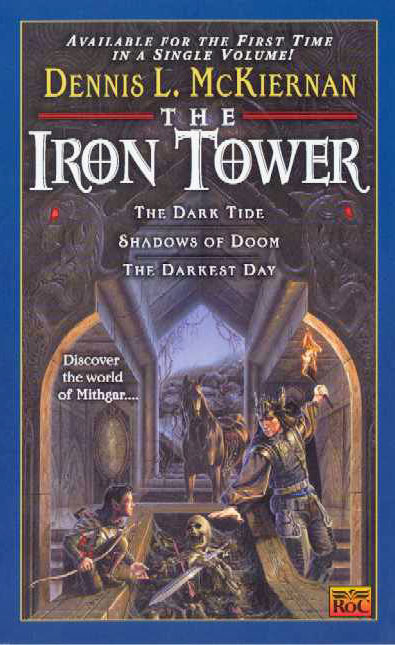 AVAILABLE FOR THE FIRST TIME
IN A SINGLE VOLUME!
DENNIS L. MCKIERNAN
THE
IRON TOWER
THE DARK TIDE
SHADOWS OF DOOM
THE DARKEST DAY
Discover
the world
of Mithgar....
ROC